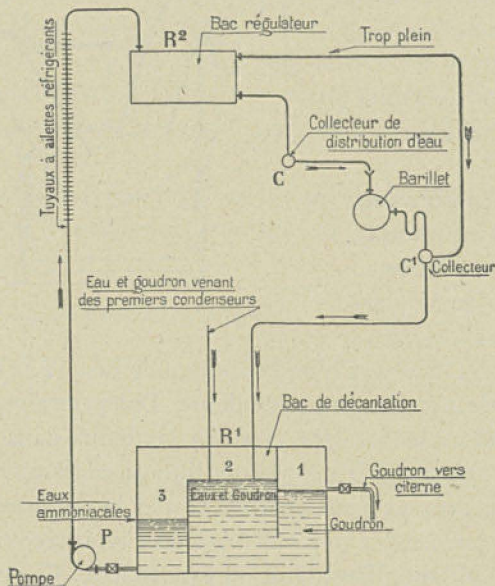 Bac régulateur
R²
Trop plein
Tuyaux à ailettes réfrigérants
Collecteur de
distribution d'eau
C
Barillet
C¹
Collecteur
Eau et goudron venant
des premiers condenseurs
Bac de décantation
R¹
2
1
3
Eaux et Goudron
Goudron vers
citerne
Eaux
ammoniacales
Goudron
P
Pompe